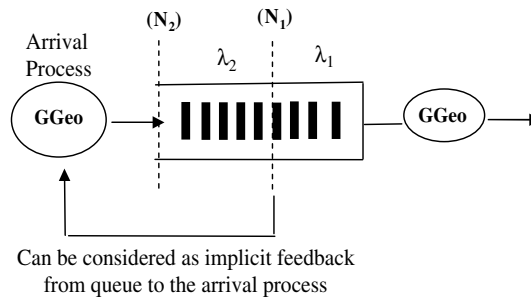 (N₂)
(N₁)
Arrival
Process
λ₂
λ₁
GGeo
GGeo
Can be considered as implicit feedback
from queue to the arrival process